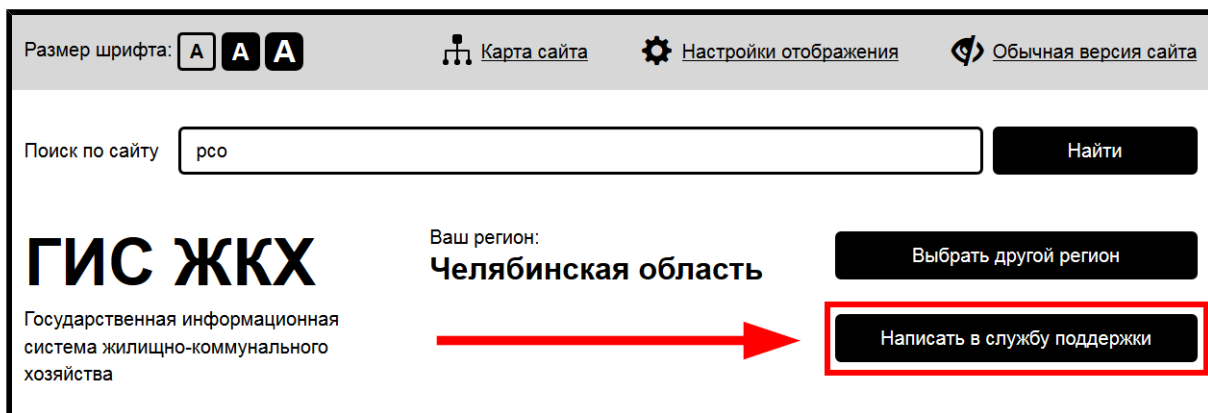 Размер шрифта: A A A Карта сайта Настройки отображения Обычная версия сайта
Поиск по сайту рсо Найти
ГИС ЖКХ
Государственная информационная
система жилищно-коммунального
хозяйства
Ваш регион:
Челябинская область
Выбрать другой регион
Написать в службу поддержки